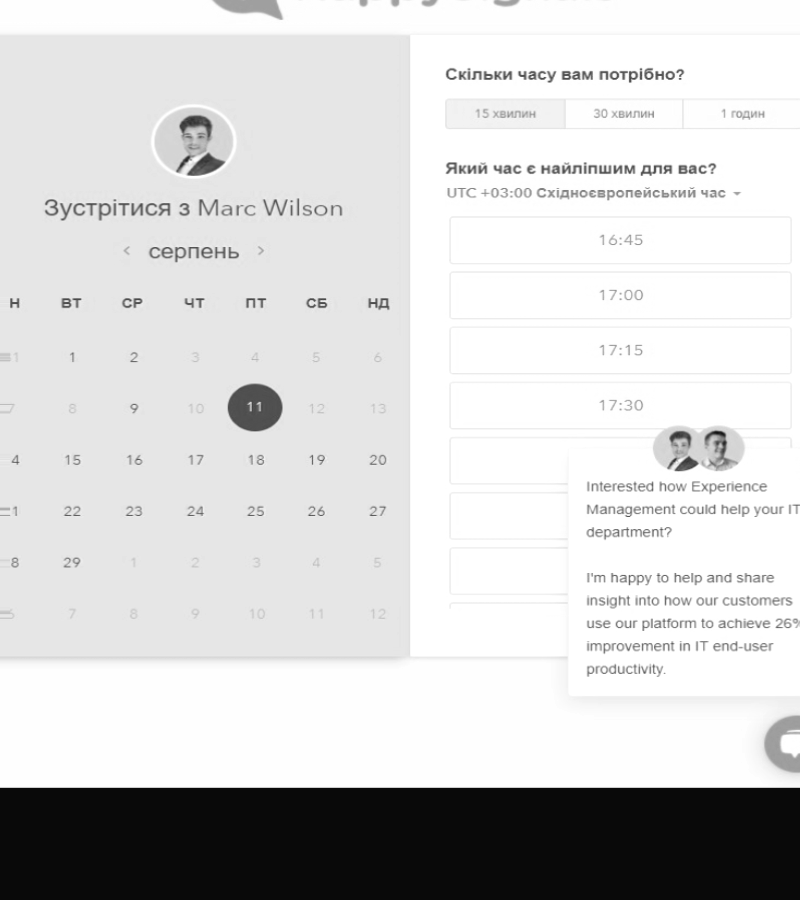 Зустрітися з Marc Wilson
серпень
Н ВТ СР ЧТ ПТ СБ НД
1 1 2 3 4 5 6
8 9 10 11 12 13
4 15 16 17 18 19 20
1 22 23 24 25 26 27
8 29 1 2 3 4 5
7 8 9 10 11 12
Скільки часу вам потрібно?
15 хвилин 30 хвилин 1 годин
Який час є найліпшим для вас?
UTC +03:00 Східноєвропейський час
16:45
17:00
17:15
17:30
Interested how Experience
Management could help your IT
department?
I'm happy to help and share
insight into how our customers
use our platform to achieve 26%
improvement in IT end-user
productivity.